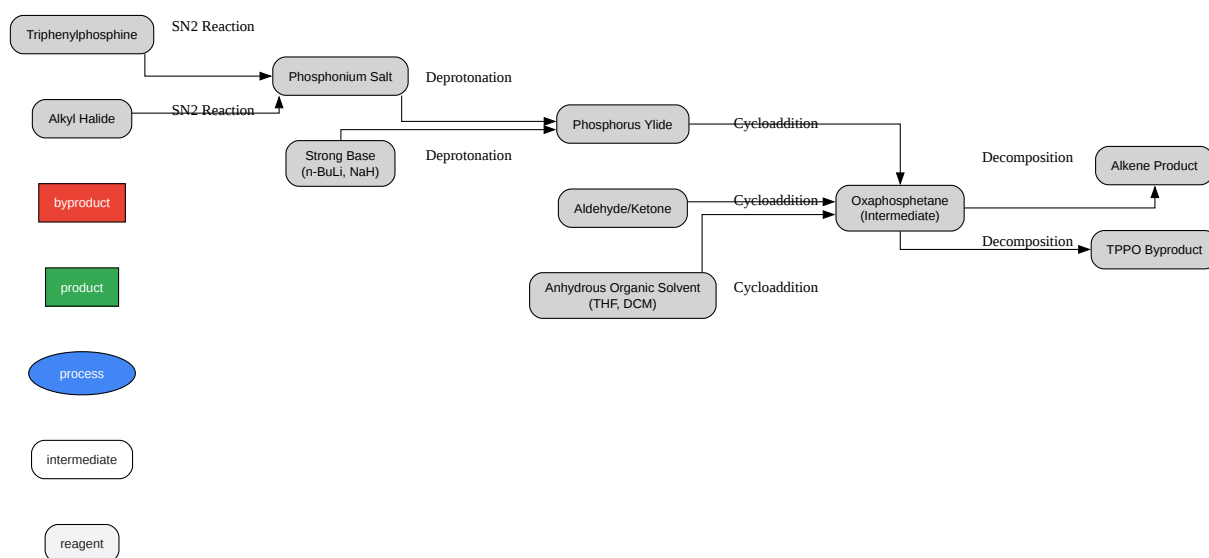 Triphenylphosphine
SN2 Reaction
Phosphonium Salt
Deprotonation
Alkyl Halide
SN2 Reaction
Strong Base
(n-BuLi, NaH)
Deprotonation
Phosphorus Ylide
Cycloaddition
Aldehyde/Ketone
Cycloaddition
Oxaphosphetane
(Intermediate)
Anhydrous Organic Solvent
(THF, DCM)
Cycloaddition
Decomposition
Alkene Product
Decomposition
TPPO Byproduct
byproduct
product
process
intermediate
reagent